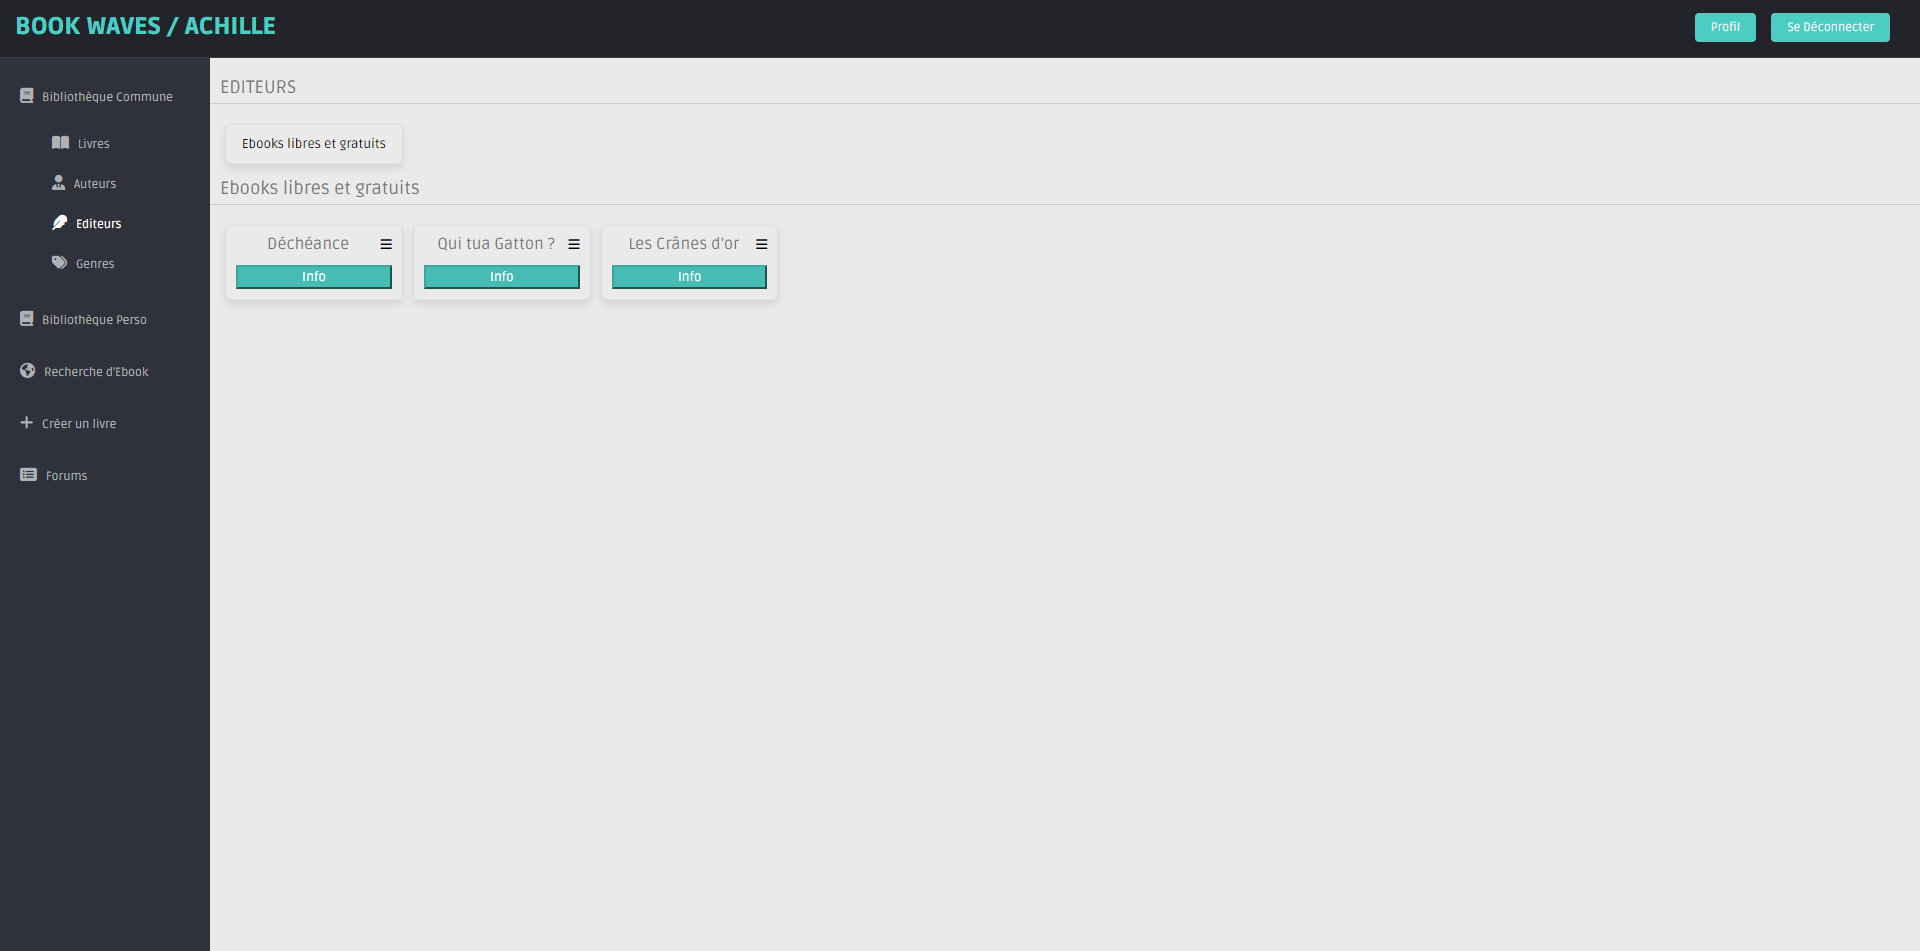 BOOK WAVES / ACHILLE
Profil
Se Déconnecter
Bibliothèque Commune
Livres
Auteurs
Editeurs
Genres
Bibliothèque Perso
Recherche d'Ebook
Créer un livre
Forums
EDITEURS
Ebooks libres et gratuits
Ebooks libres et gratuits
Déchéance
Info
Qui tua Gatton ?
Info
Les Crânes d'or
Info